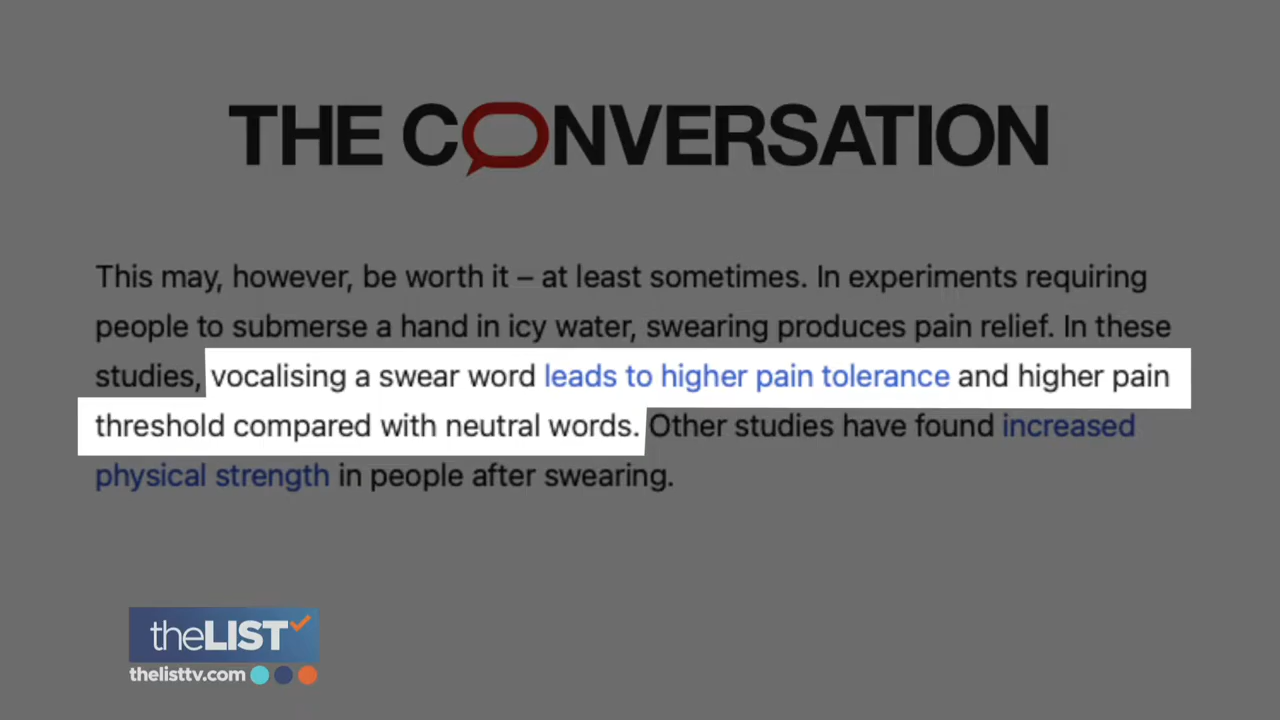 THE CONVERSATION
This may, however, be worth it – at least sometimes. In experiments requiring
people to submerse a hand in icy water, swearing produces pain relief. In these
studies, vocalising a swear word leads to higher pain tolerance and higher pain
threshold compared with neutral words. Other studies have found increased
physical strength in people after swearing.
theLIST
thelisttv.com